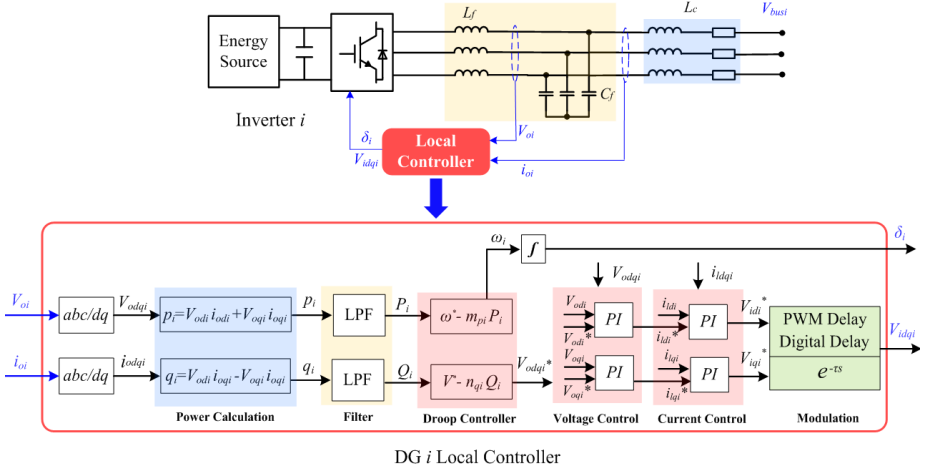 L_f
L_c
V_busi
Energy
Source
C_f
Inverter i
δ_i
V_idqi
Local
Controller
V_oi
i_oi
ω_i
∫
δ_i
V_odqi
i_ldqi
V_oi
abc/dq
V_odqi
p_i=V_odi i_odi+V_oqi i_oqi
p_i
LPF
P_i
ω*- m_pi P_i
V_odi
V_odi*
PI
i_ldi
i_ldi*
PI
V_idi*
PWM Delay
Digital Delay
V_idqi
i_oi
abc/dq
i_odqi
q_i=V_odi i_oqi-V_oqi i_oqi
q_i
LPF
Q_i
V*- n_qi Q_i
V_odqi*
V_oqi
V_oqi*
PI
i_lqi
i_lqi*
PI
V_iqi*
e^-τs
Power Calculation
Filter
Droop Controller
Voltage Control
Current Control
Modulation
DG i Local Controller